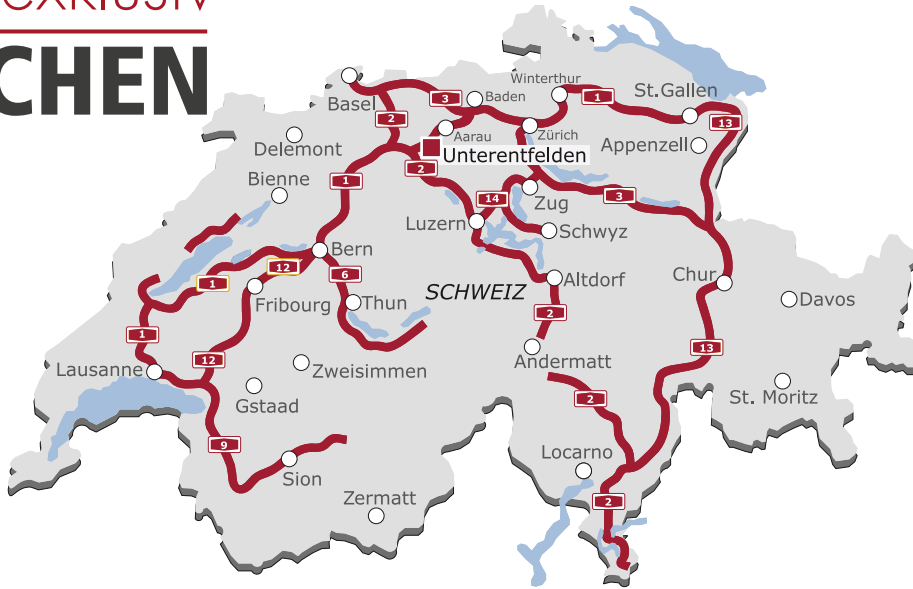 CHEN
Winterthur
Basel
3
Baden
1
St.Gallen
13
2
Aarau
Zürich
Appenzell
Delemont
Unterentfelden
2
Bienne
1
14
Zug
3
Luzern
Schwyz
Bern
12
6
1
Fribourg
Thun
SCHWEIZ
Altdorf
Chur
Davos
2
1
12
13
Andermatt
Lausanne
Zweisimmen
Gstaad
2
St. Moritz
9
Locarno
Sion
Zermatt
2